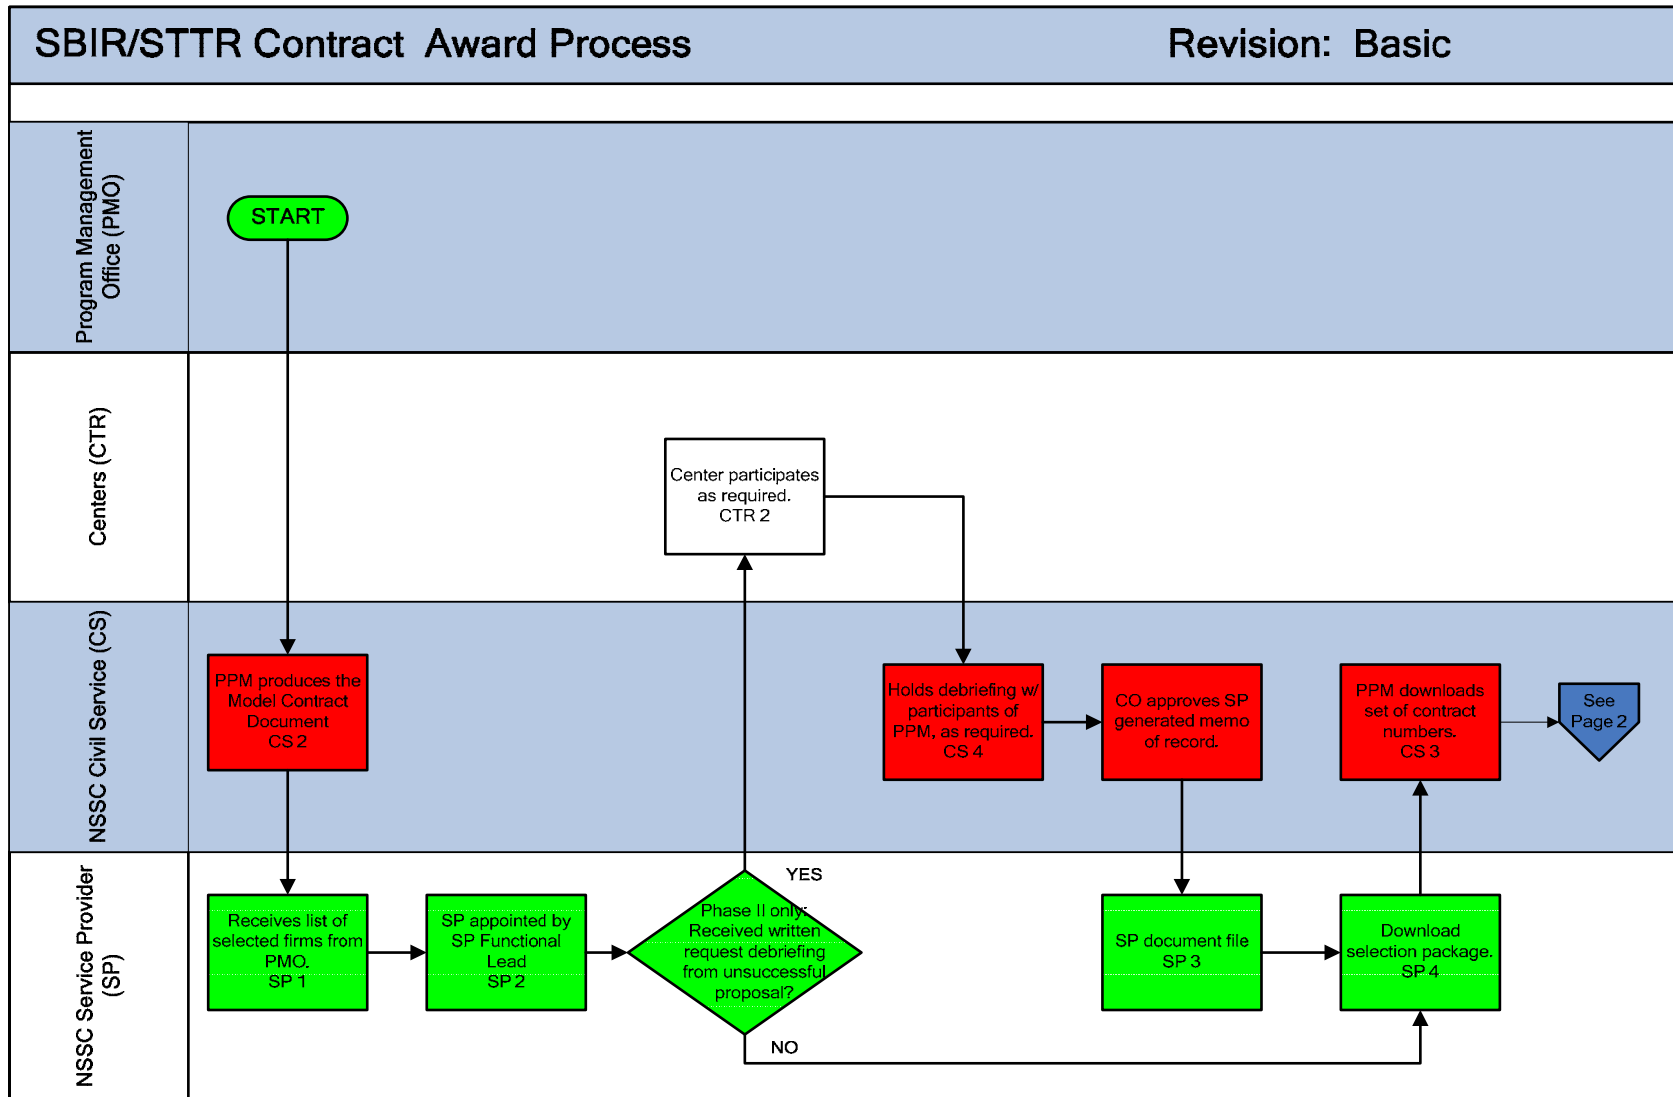 SBIR/STTR Contract  Award Process
Revision:  Basic
Program Management
Office (PMO)
START
Centers (CTR)
Center participates
as required.
CTR 2
NSSC Civil Service (CS)
PPM produces the
Model Contract
Document
CS 2
Holds debriefing w/
participants of
PPM, as required.
CS 4
CO approves SP
generated memo
of record.
PPM downloads
set of contract
numbers.
CS 3
See
Page 2
NSSC Service Provider
(SP)
Receives list of
selected firms from
PMO.
SP 1
SP appointed by
SP Functional
Lead
SP 2
YES
Phase II only:
Received written
request debriefing
from unsuccessful
proposal?
NO
SP document file
SP 3
Download
selection package.
SP 4